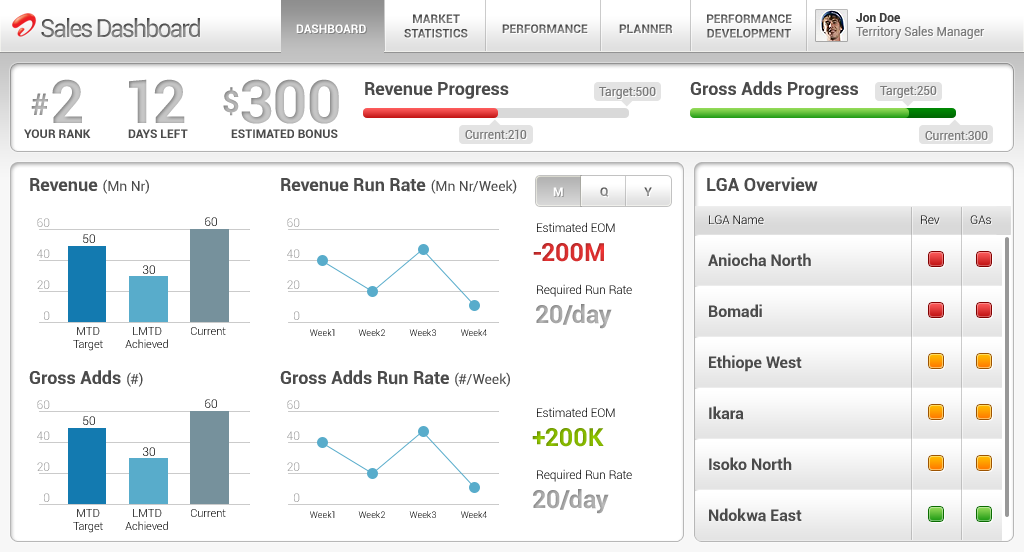 Sales Dashboard
DASHBOARD
MARKET
STATISTICS
PERFORMANCE
PLANNER
PERFORMANCE
DEVELOPMENT
Jon Doe
Territory Sales Manager
#2
YOUR RANK
12
DAYS LEFT
$300
ESTIMATED BONUS
Revenue Progress
Target:500
Current:210
Gross Adds Progress
Target:250
Current:300
Revenue (Mn Nr)
60
40
20
0
50
30
60
MTD
Target
LMTD
Achieved
Current
Revenue Run Rate (Mn Nr/Week)
60
40
20
0
Week1
Week2
Week3
Week4
M
Q
Y
Estimated EOM
-200M
Required Run Rate
20/day
Gross Adds (#)
60
40
20
0
50
30
60
MTD
Target
LMTD
Achieved
Current
Gross Adds Run Rate (#/Week)
60
40
20
0
Week1
Week2
Week3
Week4
Estimated EOM
+200K
Required Run Rate
20/day
LGA Overview
LGA Name
Rev
GAs
Aniocha North
Bomadi
Ethiope West
Ikara
Isoko North
Ndokwa East